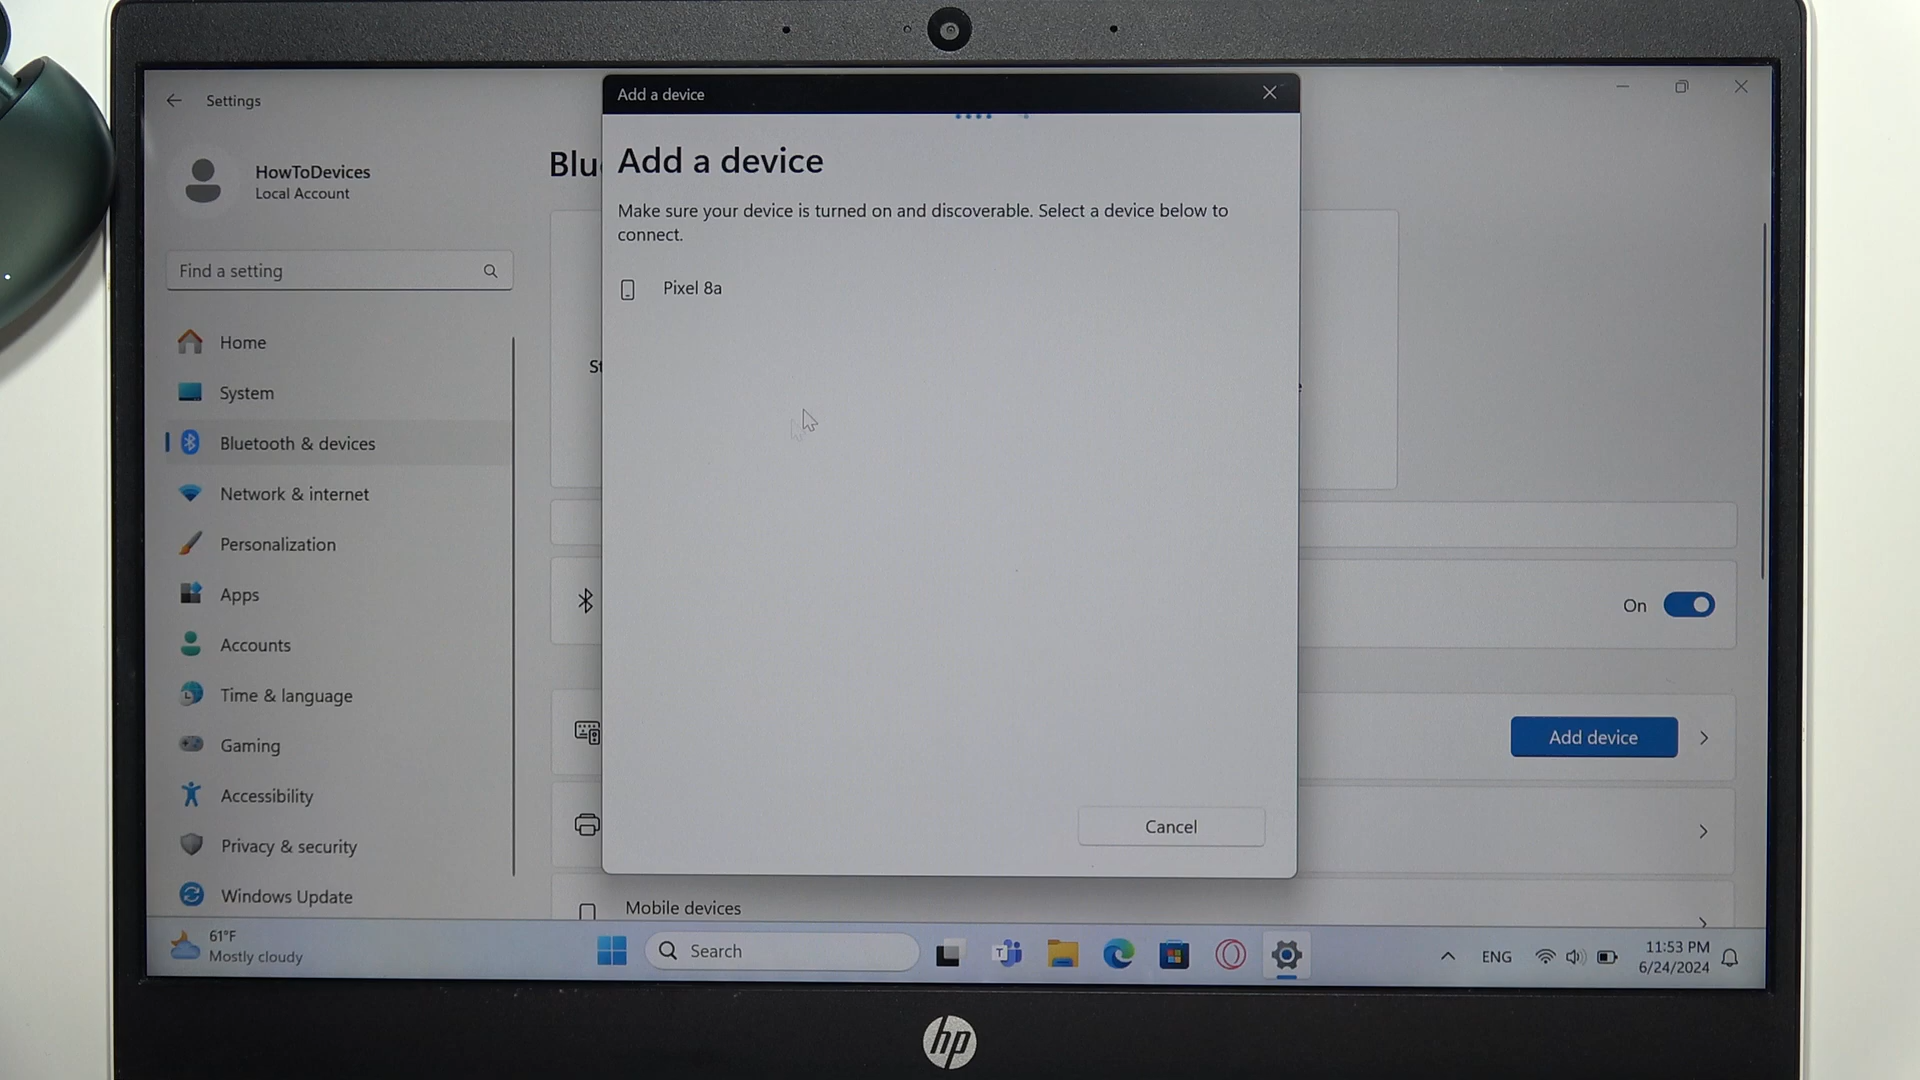 Settings
HowToDevices
Local Account
Find a setting
Home
System
Bluetooth & devices
Network & internet
Personalization
Apps
Accounts
Time & language
Gaming
Accessibility
Privacy & security
Windows Update
Blu
St
Add a device
Add a device
Make sure your device is turned on and discoverable. Select a device below to
connect.
Pixel 8a
Cancel
On
Add device
Mobile devices
61°F
Mostly cloudy
Search
ENG
11:53 PM
6/24/2024
hp